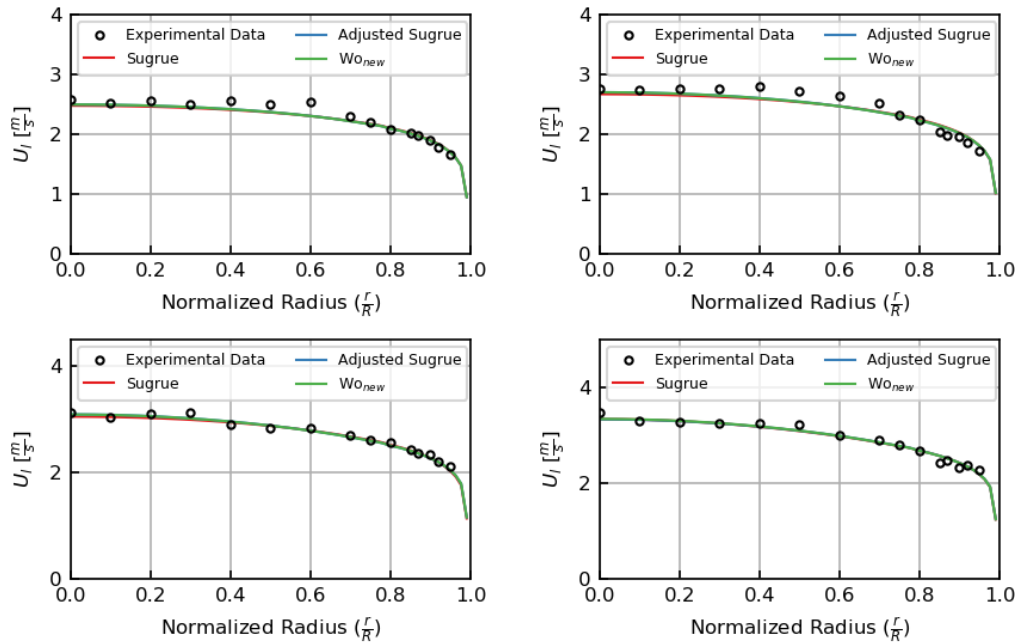 4
3
2
1
0
U_l [m/s]
Experimental Data
Adjusted Sugrue
Sugrue
Wo_new
0.0 0.2 0.4 0.6 0.8 1.0
Normalized Radius (r/R)
4
3
2
1
0
U_l [m/s]
Experimental Data
Adjusted Sugrue
Sugrue
Wo_new
0.0 0.2 0.4 0.6 0.8 1.0
Normalized Radius (r/R)
4
2
0
U_l [m/s]
Experimental Data
Adjusted Sugrue
Sugrue
Wo_new
0.0 0.2 0.4 0.6 0.8 1.0
Normalized Radius (r/R)
4
2
0
U_l [m/s]
Experimental Data
Adjusted Sugrue
Sugrue
Wo_new
0.0 0.2 0.4 0.6 0.8 1.0
Normalized Radius (r/R)